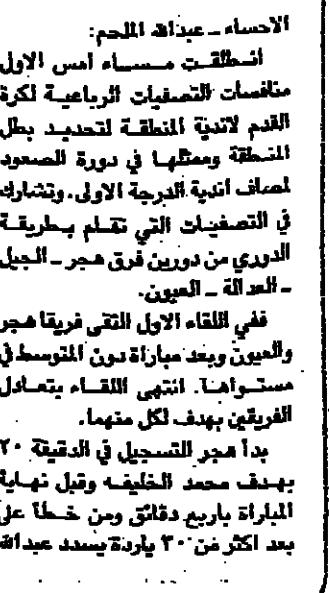 الاحساء ـ عبدالله الملحم:
انطلقت مساء امس الاول
منافسات التصفيات الرباعية لكرة
القدم لاندية المنطقة لتحديد بطل
المنطقة وممثلها في دورة الصعود
لمصاف اندية الدرجة الاولى. وتشارك
في التصفيات التي تقام بطريقة
الدوري من دورين فرق هجر ـ الجيل
ـ العدالة ـ العيون.
ففي اللقاء الاول التقى فريقا هجر
والعيون وبعد مباراة دون المتوسط في
مستواها. انتهى اللقاء بتعادل
الفريقين بهدف لكل منهما.
بدأ هجر التسجيل في الدقيقة ٢٠
بهدف محمد الخليفه وقبل نهاية
المباراة باربع دقائق ومن خطأ على
بعد اكثر من ٣٠ ياردة يسدد عبدالله